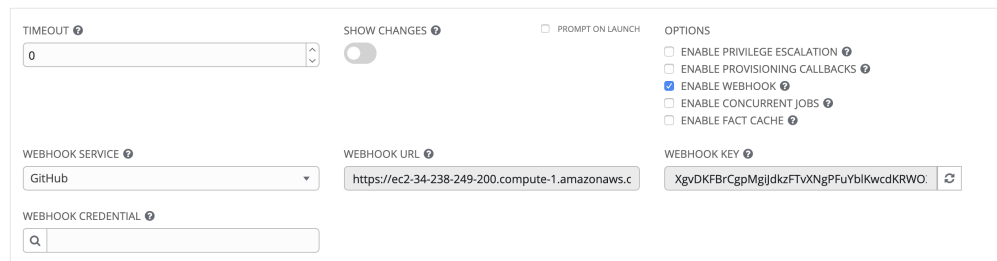 TIMEOUT
SHOW CHANGES
PROMPT ON LAUNCH
OPTIONS
0
ENABLE PRIVILEGE ESCALATION
ENABLE PROVISIONING CALLBACKS
ENABLE WEBHOOK
ENABLE CONCURRENT JOBS
ENABLE FACT CACHE
WEBHOOK SERVICE
WEBHOOK URL
WEBHOOK KEY
GitHub
https://ec2-34-238-249-200.compute-1.amazonaws.c
XgvDKFBrCgpMgiJdkzFTvXNgPFuYblKwcdKRWO
WEBHOOK CREDENTIAL